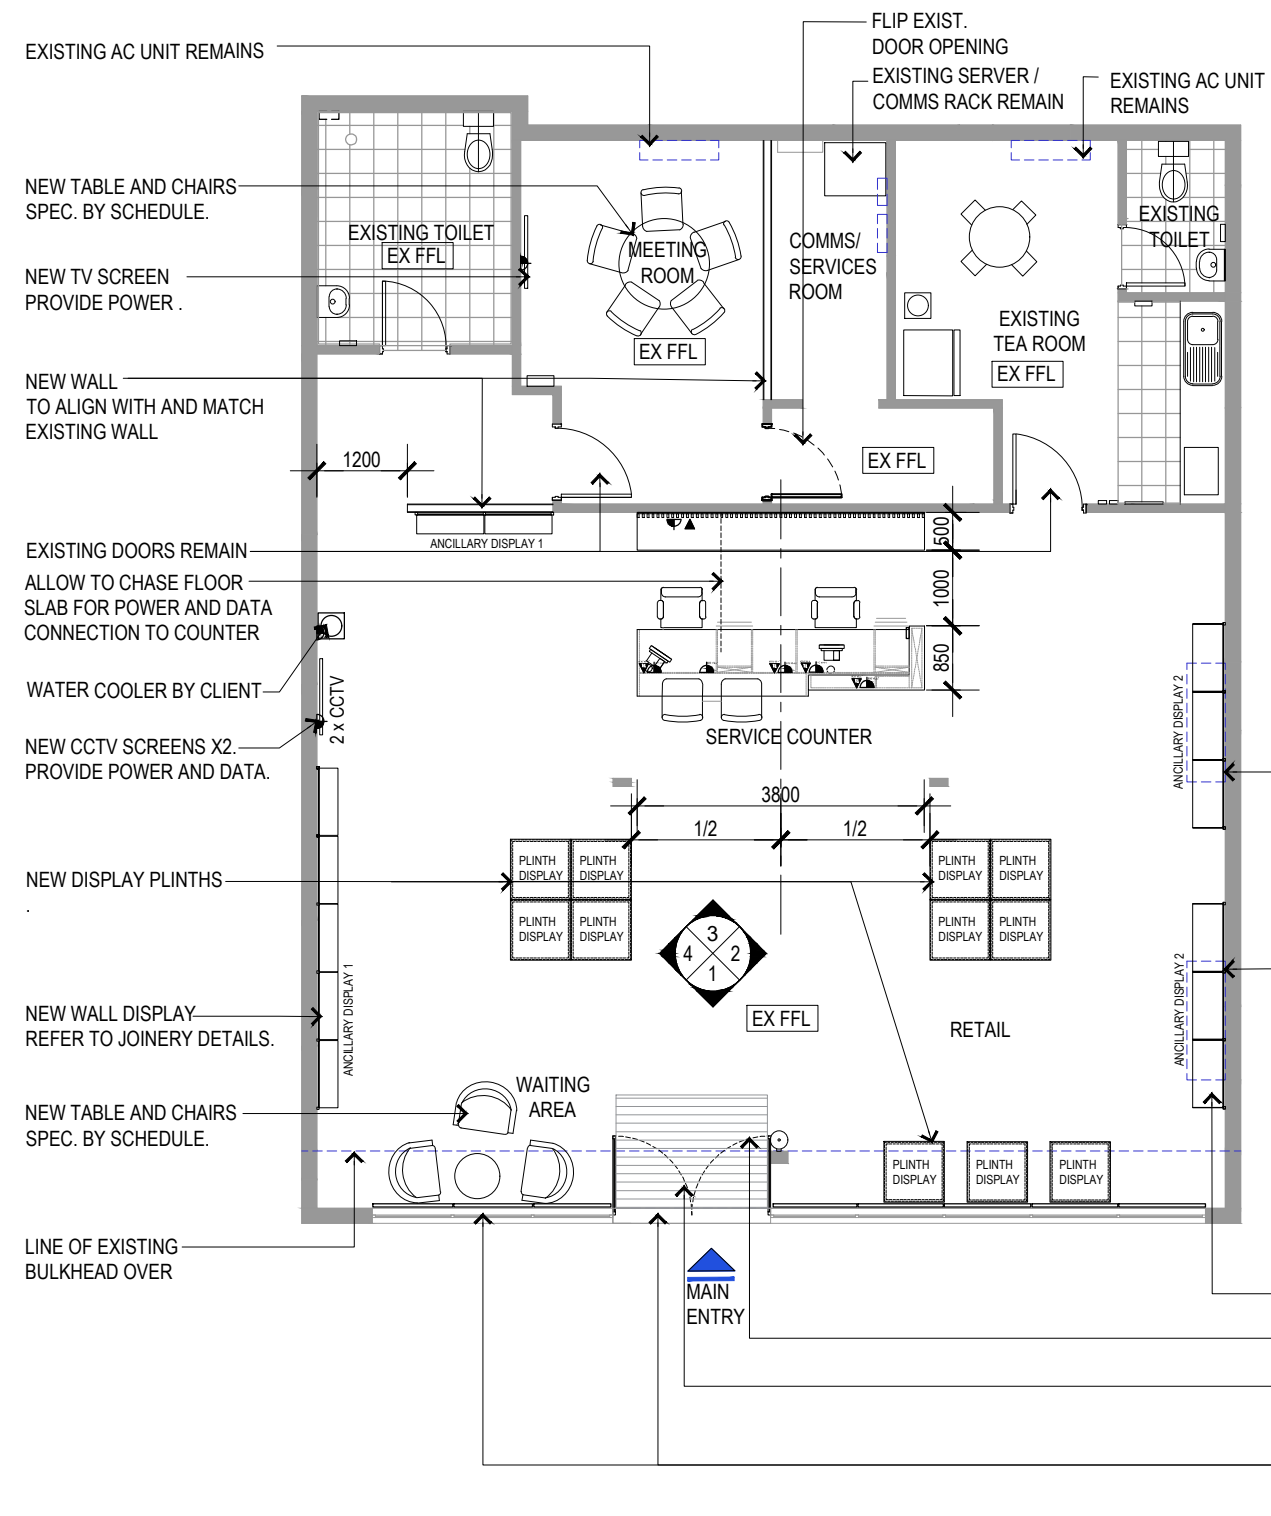 FLIP EXIST.
DOOR OPENING
EXISTING AC UNIT REMAINS
EXISTING SERVER /
COMMS RACK REMAIN
EXISTING AC UNIT
REMAINS
NEW TABLE AND CHAIRS
SPEC. BY SCHEDULE.
EXISTING TOILET
EX FFL
MEETING
ROOM
EX FFL
COMMS/
SERVICES
ROOM
EXISTING
TOILET
NEW TV SCREEN
PROVIDE POWER .
EXISTING
TEA ROOM
EX FFL
NEW WALL
TO ALIGN WITH AND MATCH
EXISTING WALL
1200
EX FFL
ANCILLARY DISPLAY 1
500
EXISTING DOORS REMAIN
ALLOW TO CHASE FLOOR
SLAB FOR POWER AND DATA
CONNECTION TO COUNTER
1000
850
WATER COOLER BY CLIENT
2 x CCTV
NEW CCTV SCREENS X2.
PROVIDE POWER AND DATA.
SERVICE COUNTER
ANCILLARY DISPLAY 2
3800
1/2
1/2
NEW DISPLAY PLINTHS
.
PLINTH
DISPLAY
PLINTH
DISPLAY
PLINTH
DISPLAY
PLINTH
DISPLAY
PLINTH
DISPLAY
PLINTH
DISPLAY
PLINTH
DISPLAY
PLINTH
DISPLAY
3
4
2
1
ANCILLARY DISPLAY 1
ANCILLARY DISPLAY 2
NEW WALL DISPLAY
REFER TO JOINERY DETAILS.
EX FFL
RETAIL
WAITING
AREA
NEW TABLE AND CHAIRS
SPEC. BY SCHEDULE.
PLINTH
DISPLAY
PLINTH
DISPLAY
PLINTH
DISPLAY
LINE OF EXISTING
BULKHEAD OVER
MAIN
ENTRY